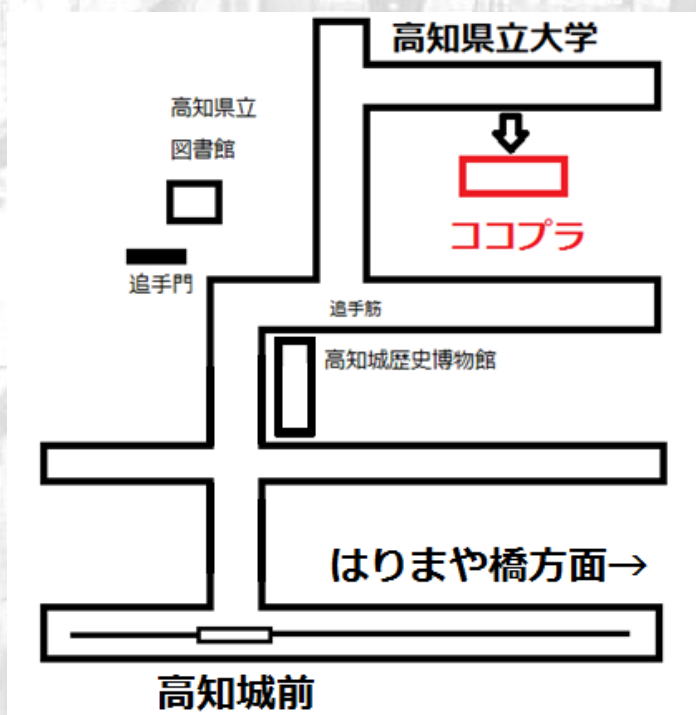 高知県立大学
高知県立
図書館
ココプラ
追手門
追手筋
高知城歴史博物館
はりまや橋方面→
高知城前